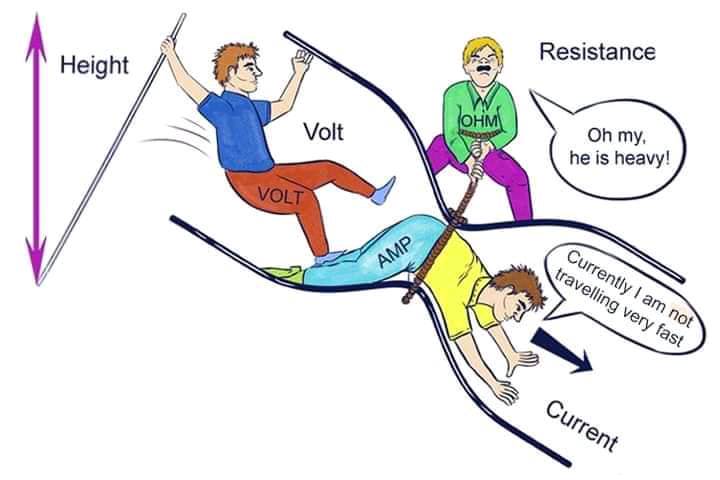 Height
Volt
VOLT
OHM
Resistance
Oh my,
he is heavy!
AMP
Currently I am not
travelling very fast
Current